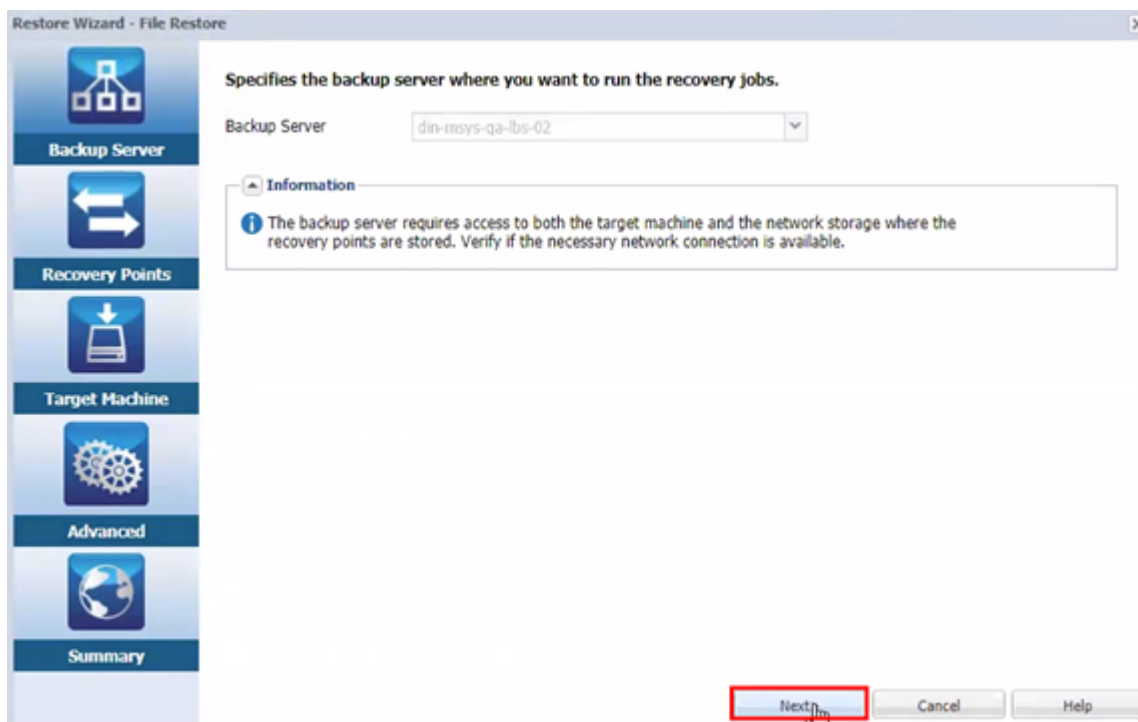 Restore Wizard - File Restore
Backup Server
Recovery Points
Target Machine
Advanced
Summary
Specifies the backup server where you want to run the recovery jobs.
Backup Server din-msys-qa-lbs-02
Information
The backup server requires access to both the target machine and the network storage where the
recovery points are stored. Verify if the necessary network connection is available.
Next Cancel Help